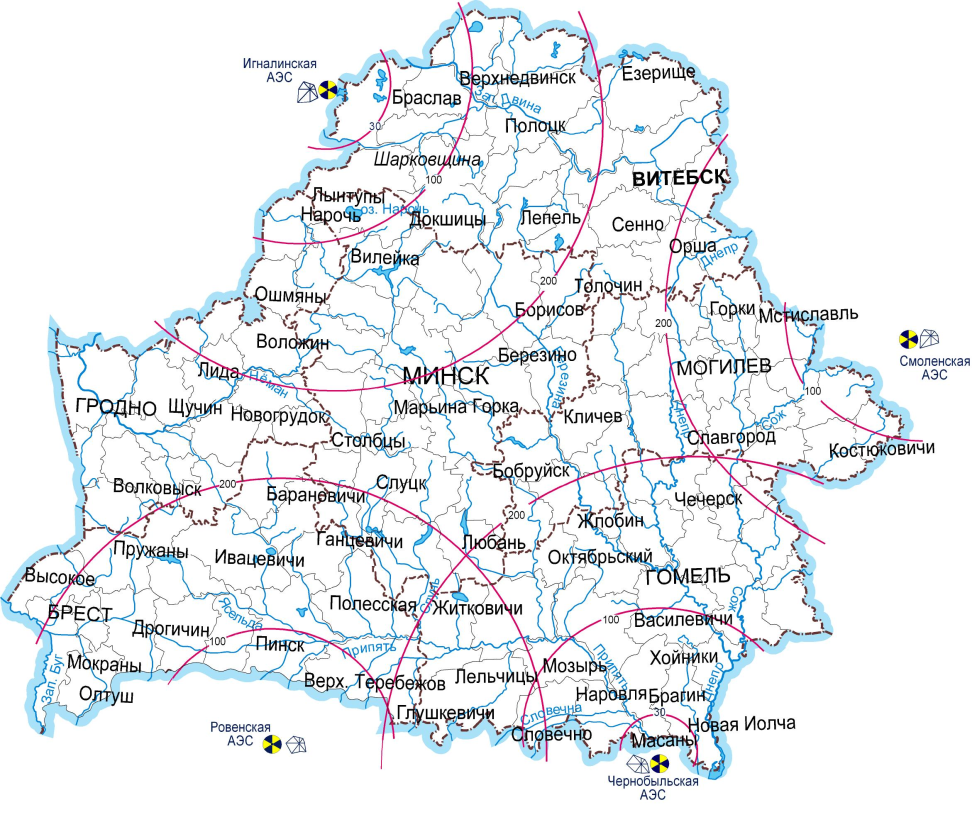 Игналинская
АЭС
Верхнедвинск
Езерище
Браслав
Зап. Двина
30
Полоцк
Шарковщина
100
ВИТЕБСК
Лынтупы
Нарочь
оз. Нарочь
Докшицы
Лепель
Сенно
Орша
Днепр
Вилейка
200
Толочин
Ошмяны
Борисов
Горки
Мстиславль
200
Воложин
Березино
Смоленская
АЭС
Лида
Нёман
МИНСК
Березина
МОГИЛЕВ
100
ГРОДНО
Щучин
Новогрудок
Марьина Горка
Кличев
Днепр
Сож
Столбцы
Славгород
Костюковичи
Бобруйск
Волковыск
200
Барановичи
Слуцк
Чечерск
200
Жлобин
Пружаны
Ивацевичи
Ганцевичи
Любань
Октябрьский
Высокое
ГОМЕЛЬ
БРЕСТ
Ясельда
Полесская
Случь
Житковичи
Сож
Дрогичин
100
Пинск
100
Василевичи
Припять
Мокраны
Зап. Буг
Олтуш
Верх. Теребежов
Лельчицы
Мозырь
Припять
Хойники
Наровля
Брагин
Днепр
Глушкевичи
Словечна
30
Словечно
Новая Иолча
Масаны
Ровенская
АЭС
Чернобыльская
АЭС